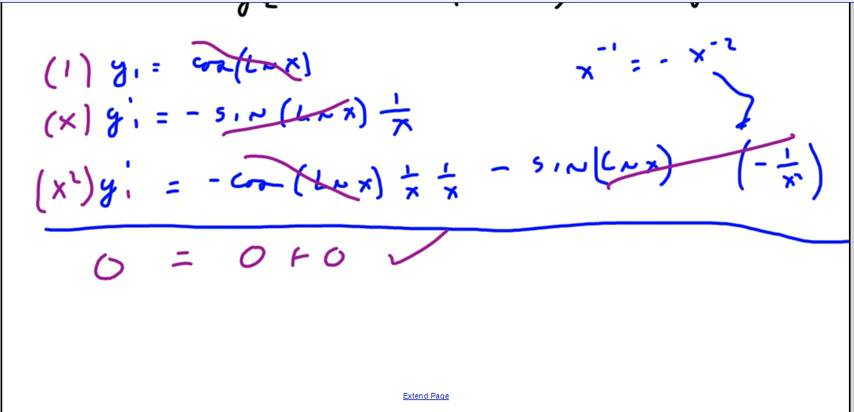 (1) y₁ = cos(Ln x)
x⁻¹ = - x⁻²
(x) y₁' = - sin(Ln x) 1/x
(x²) y₁'' = - cos(Ln x) 1/x 1/x - sin(Ln x) (- 1/x²)
0 = 0 + 0 ✓
Extend Page